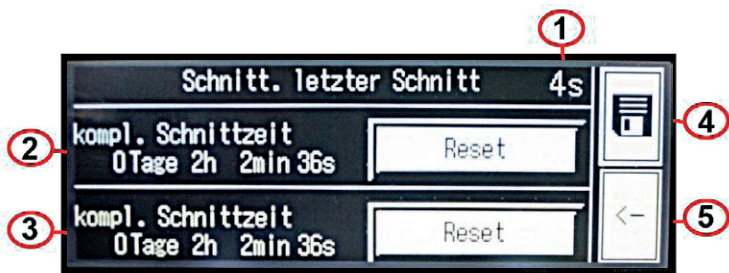 1
Schnitt. letzter Schnitt 4s
2
kompl. Schnittzeit
0Tage 2h 2min 36s
Reset
4
3
kompl. Schnittzeit
0Tage 2h 2min 36s
Reset
<-
5